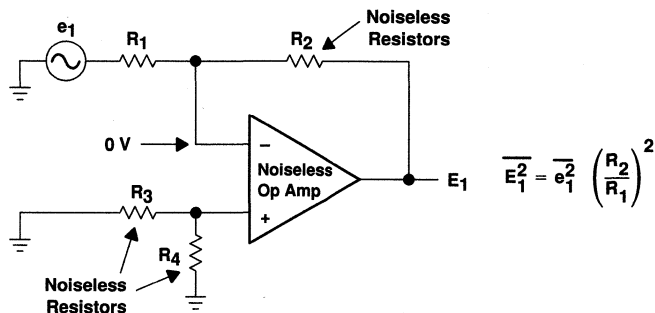 e1
R1
R2
Noiseless
Resistors
0 V
−
Noiseless
Op Amp
+
E1
E1² = e1² (R2/R1)²
R3
R4
Noiseless
Resistors